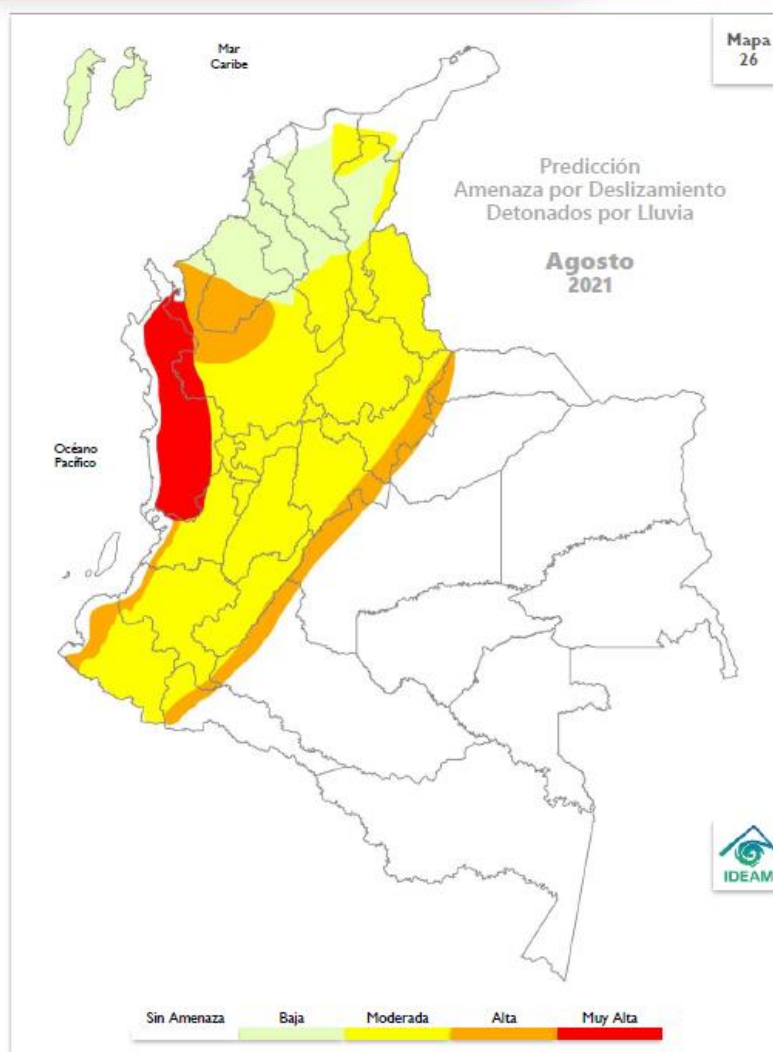 Mapa
26
Mar
Caribe
Predicción
Amenaza por Deslizamiento
Detonados por Lluvia
Agosto
2021
Océano
Pacífico
IDEAM
Sin Amenaza Baja Moderada Alta Muy Alta